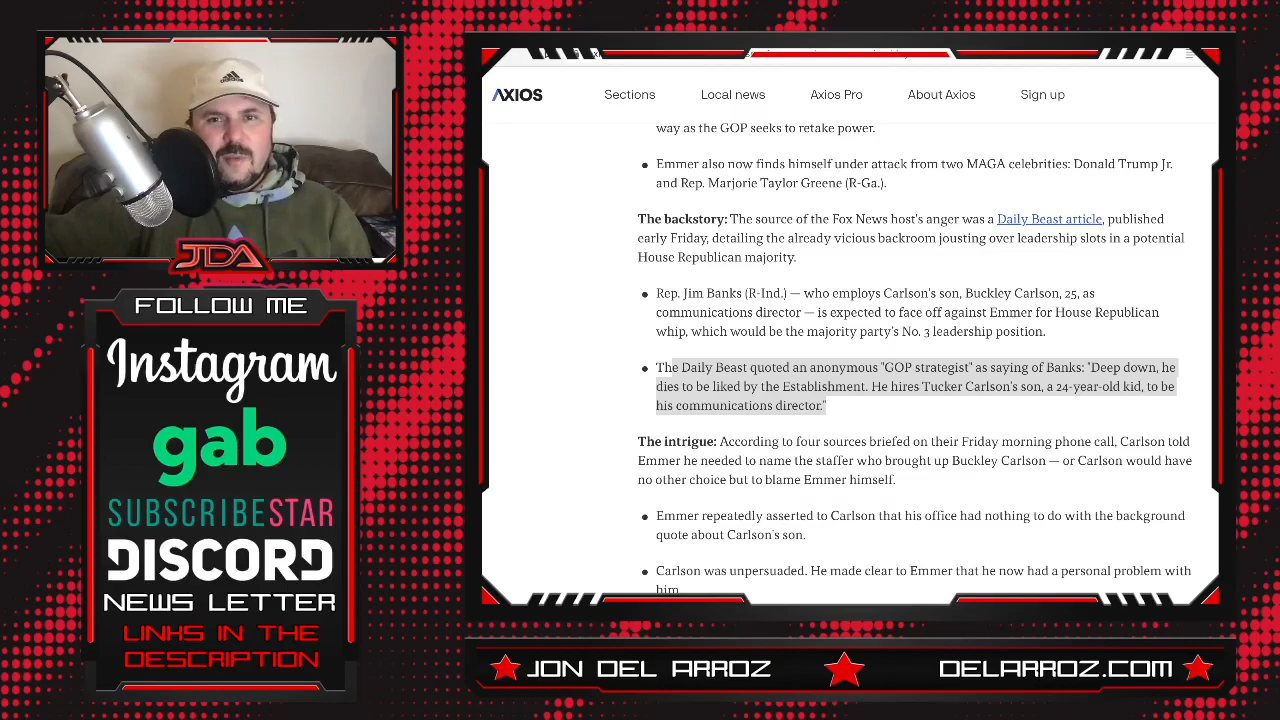 JDA
FOLLOW ME
Instagram
gab
SUBSCRIBESTAR
DISCORD
NEWS LETTER
LINKS IN THE
DESCRIPTION
AXIOS
Sections
Local news
Axios Pro
About Axios
Sign up
way as the GOP seeks to retake power.
● Emmer also now finds himself under attack from two MAGA celebrities: Donald Trump Jr.
and Rep. Marjorie Taylor Greene (R-Ga.).
The backstory: The source of the Fox News host's anger was a Daily Beast article, published
early Friday, detailing the already vicious backroom jousting over leadership slots in a potential
House Republican majority.
● Rep. Jim Banks (R-Ind.) — who employs Carlson's son, Buckley Carlson, 25, as
communications director — is expected to face off against Emmer for House Republican
whip, which would be the majority party's No. 3 leadership position.
● The Daily Beast quoted an anonymous "GOP strategist" as saying of Banks: "Deep down, he
dies to be liked by the Establishment. He hires Tucker Carlson's son, a 24-year-old kid, to be
his communications director."
The intrigue: According to four sources briefed on their Friday morning phone call, Carlson told
Emmer he needed to name the staffer who brought up Buckley Carlson — or Carlson would have
no other choice but to blame Emmer himself.
● Emmer repeatedly asserted to Carlson that his office had nothing to do with the background
quote about Carlson's son.
● Carlson was unpersuaded. He made clear to Emmer that he now had a personal problem with
him
JON DEL ARROZ
DELARROZ.COM